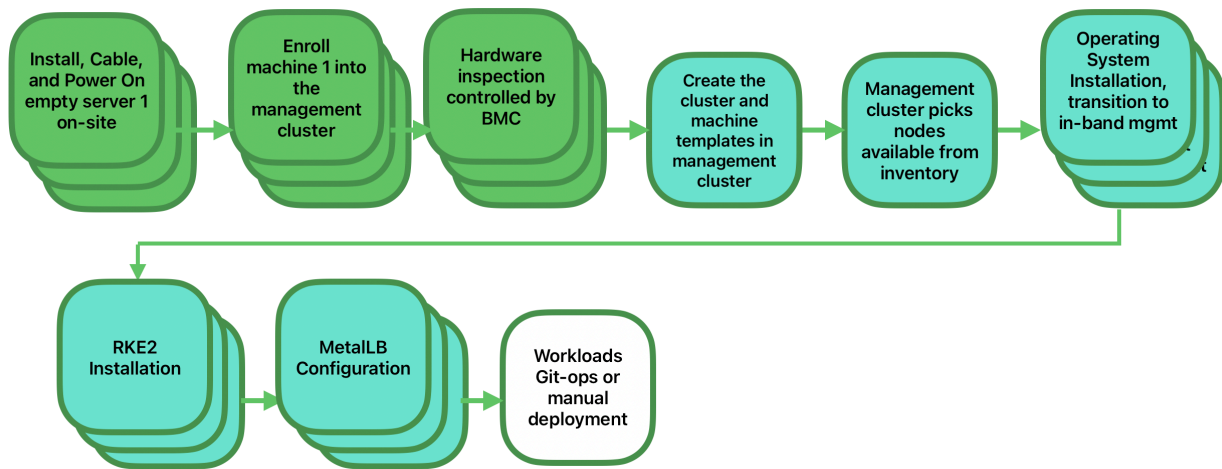 Install, Cable,
and Power On
empty server 1
on-site
Enroll
machine 1 into
the
management
cluster
Hardware
inspection
controlled by
BMC
Create the
cluster and
machine
templates in
management
cluster
Management
cluster picks
nodes
available from
inventory
Operating
System
Installation,
transition to
in-band mgmt
RKE2
Installation
MetalLB
Configuration
Workloads
Git-ops or
manual
deployment